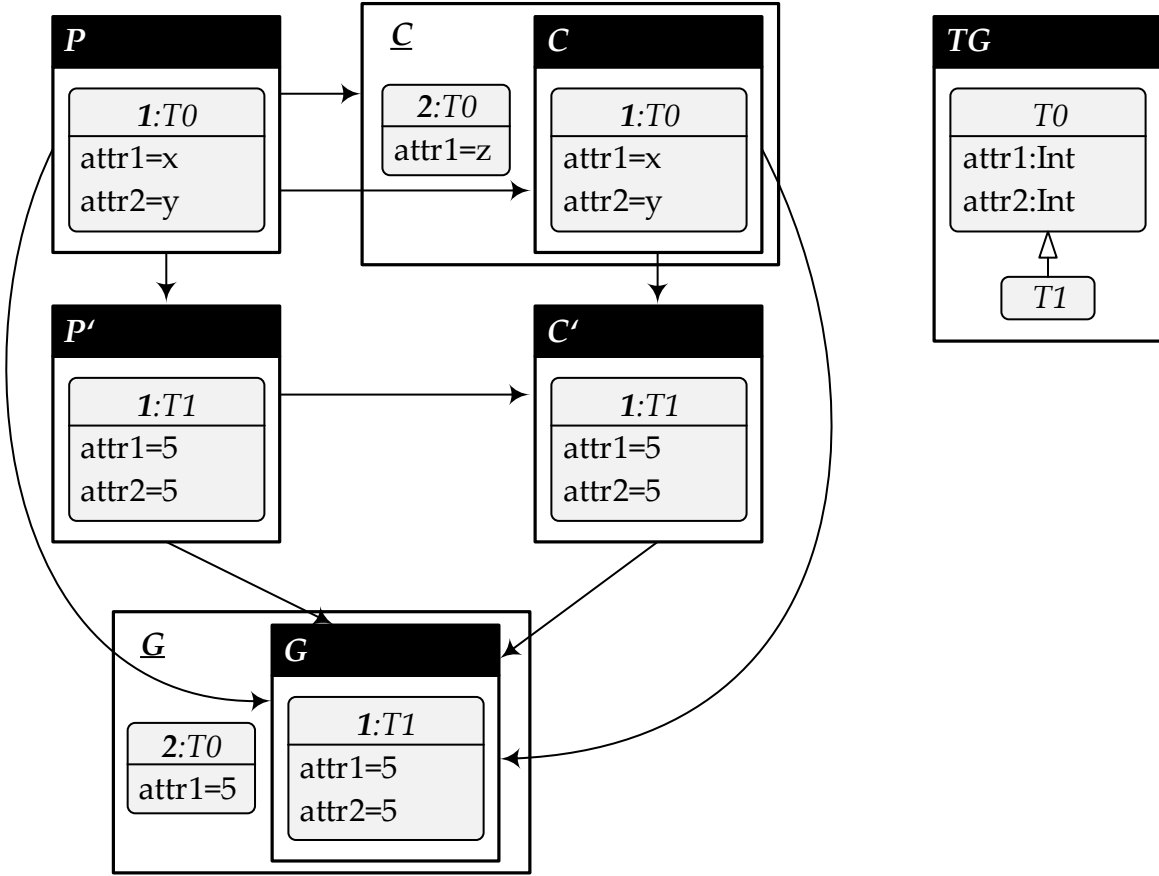 P
1:T0
attr1=x
attr2=y
C
2:T0
attr1=z
C
1:T0
attr1=x
attr2=y
TG
T0
attr1:Int
attr2:Int
T1
P‘
1:T1
attr1=5
attr2=5
C‘
1:T1
attr1=5
attr2=5
G
2:T0
attr1=5
G
1:T1
attr1=5
attr2=5